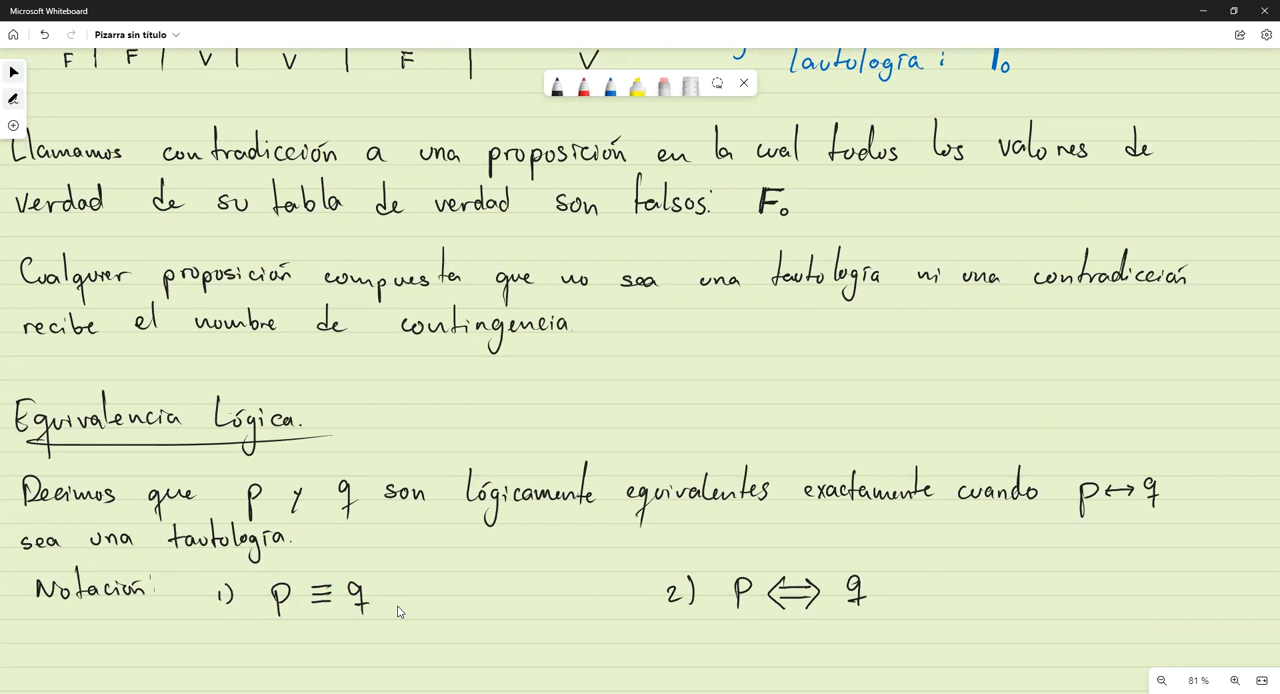 Microsoft Whiteboard
Pizarra sin título
F | F | V | V | F | V
tautología: T₀
Llamamos contradicción a una proposición en la cual todos los valores de
verdad de su tabla de verdad son falsos: F₀
Cualquier proposición compuesta que no sea una tautología ni una contradicción
recibe el nombre de contingencia
Equivalencia Lógica.
Decimos que p y q son lógicamente equivalentes exactamente cuando p ↔ q
sea una tautología.
Notación: 1) p ≡ q 2) p ⟺ q
81 %